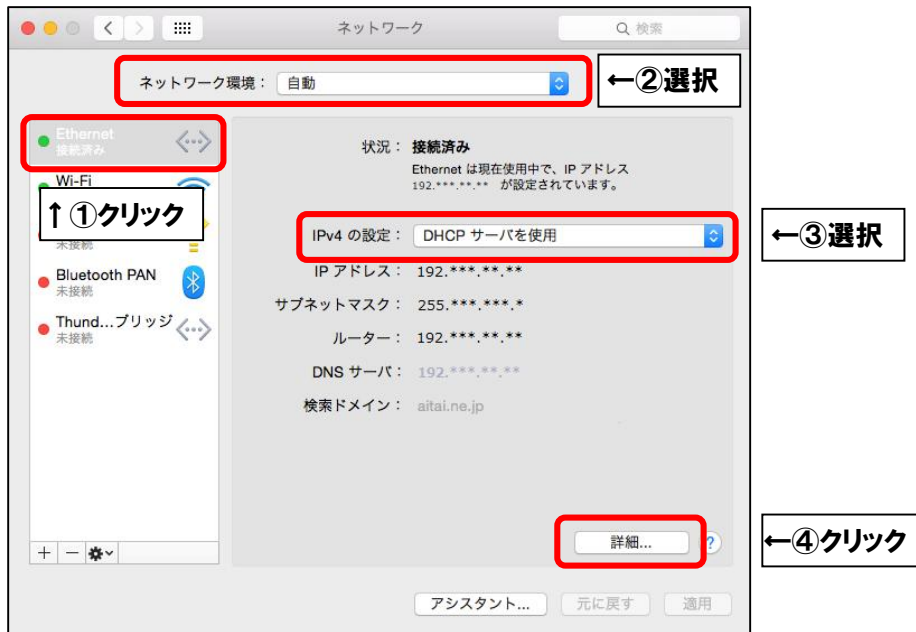 ネットワーク
検索
ネットワーク環境： 自動
←②選択
Ethernet
接続済み
Wi-Fi
↑①クリック
未接続
Bluetooth PAN
未接続
Thund...ブリッジ
未接続
状況： 接続済み
Ethernet は現在使用中で、IP アドレス
192.***.**.** が設定されています。
IPv4 の設定： DHCP サーバを使用
←③選択
IP アドレス： 192.***.**.**
サブネットマスク： 255.***.***.*
ルーター： 192.***.**.**
DNS サーバ： 192.***.**.**
検索ドメイン： aitai.ne.jp
詳細... ?
←④クリック
アシスタント... 元に戻す 適用